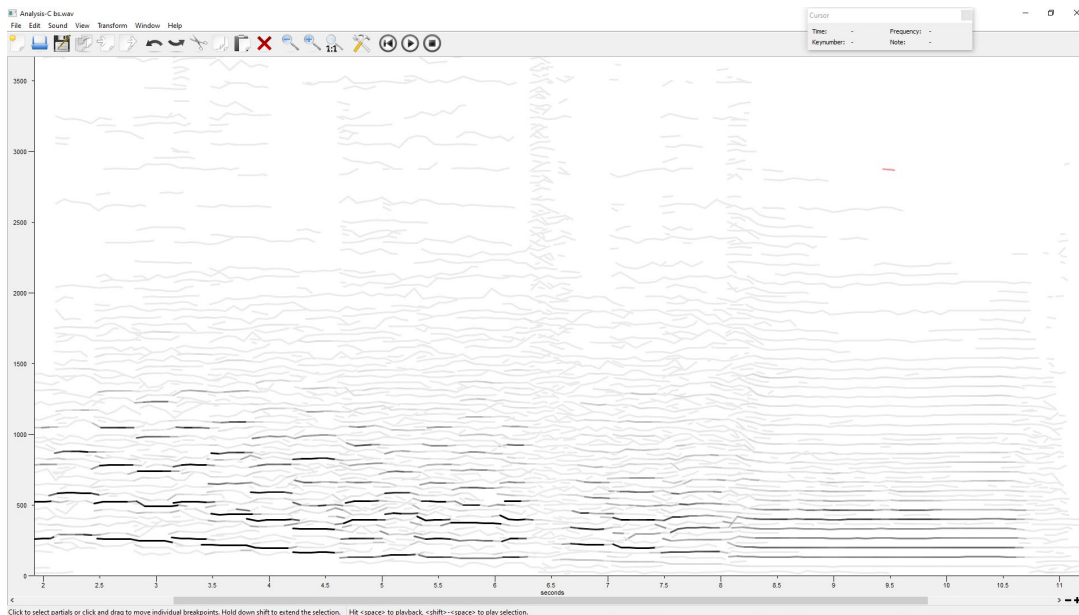 Analysis-C bs.wav
File Edit Sound View Transform Window Help
1:1
Cursor
Time: - Frequency: -
Keynumber: - Note: -
3500
3000
2500
2000
1500
1000
500
0
2 2.5 3 3.5 4 4.5 5 5.5 6 6.5 7 7.5 8 8.5 9 9.5 10 10.5 11
seconds
Click to select partials or click and drag to move individual breakpoints. Hold down shift to extend the selection. Hit <space> to playback, <shift>-<space> to play selection.